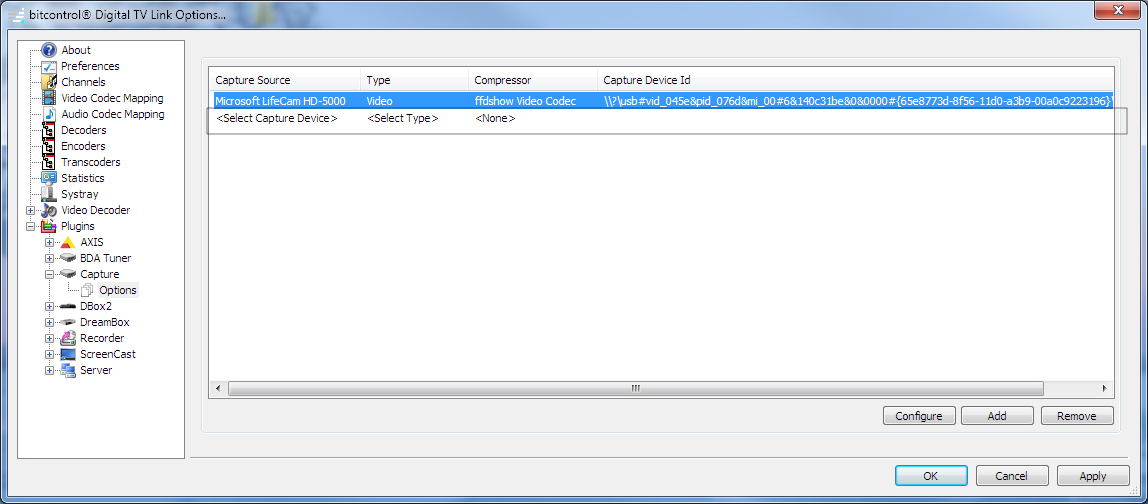 bitcontrol® Digital TV Link Options...
About
Preferences
Channels
Video Codec Mapping
Audio Codec Mapping
Decoders
Encoders
Transcoders
Statistics
Systray
Video Decoder
Plugins
AXIS
BDA Tuner
Capture
Options
DBox2
DreamBox
Recorder
ScreenCast
Server
Capture Source Type Compressor Capture Device Id
Microsoft LifeCam HD-5000 Video ffdshow Video Codec \\?\usb#vid_045e&pid_076d&mi_00#6&140c31be&0&0000#{65e8773d-8f56-11d0-a3b9-00a0c9223196}\
<Select Capture Device> <Select Type> <None>
Configure Add Remove
OK Cancel Apply